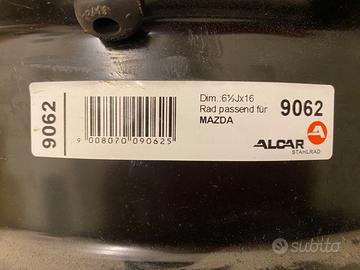 9062
Dim.:6½Jx16
Rad passend für
MAZDA
9062
9 008070 090625
ALCAR
STAHLRAD
subito